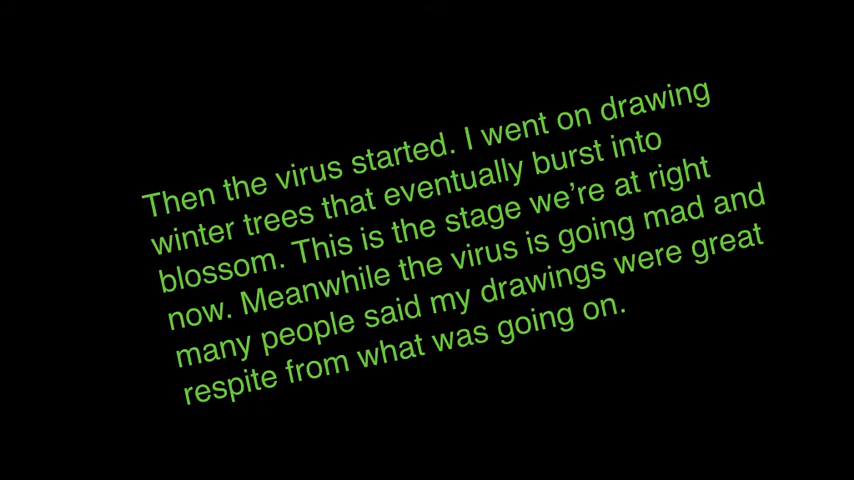 Then the virus started. I went on drawing
winter trees that eventually burst into
blossom. This is the stage we’re at right
now. Meanwhile the virus is going mad and
many people said my drawings were great
respite from what was going on.